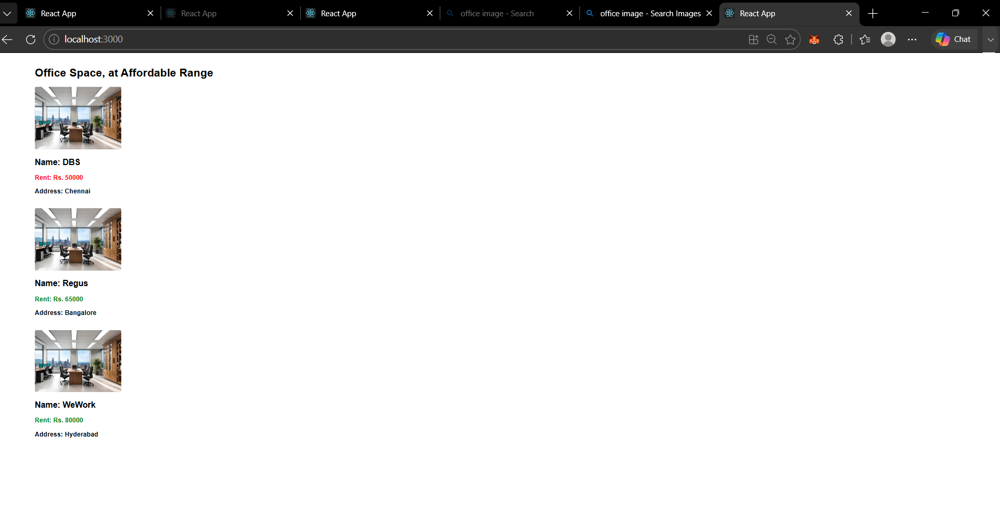 React App
React App
React App
office image - Search
office image - Search Images
React App
localhost:3000
Chat
Office Space, at Affordable Range
Name: DBS
Rent: Rs. 50000
Address: Chennai
Name: Regus
Rent: Rs. 65000
Address: Bangalore
Name: WeWork
Rent: Rs. 80000
Address: Hyderabad